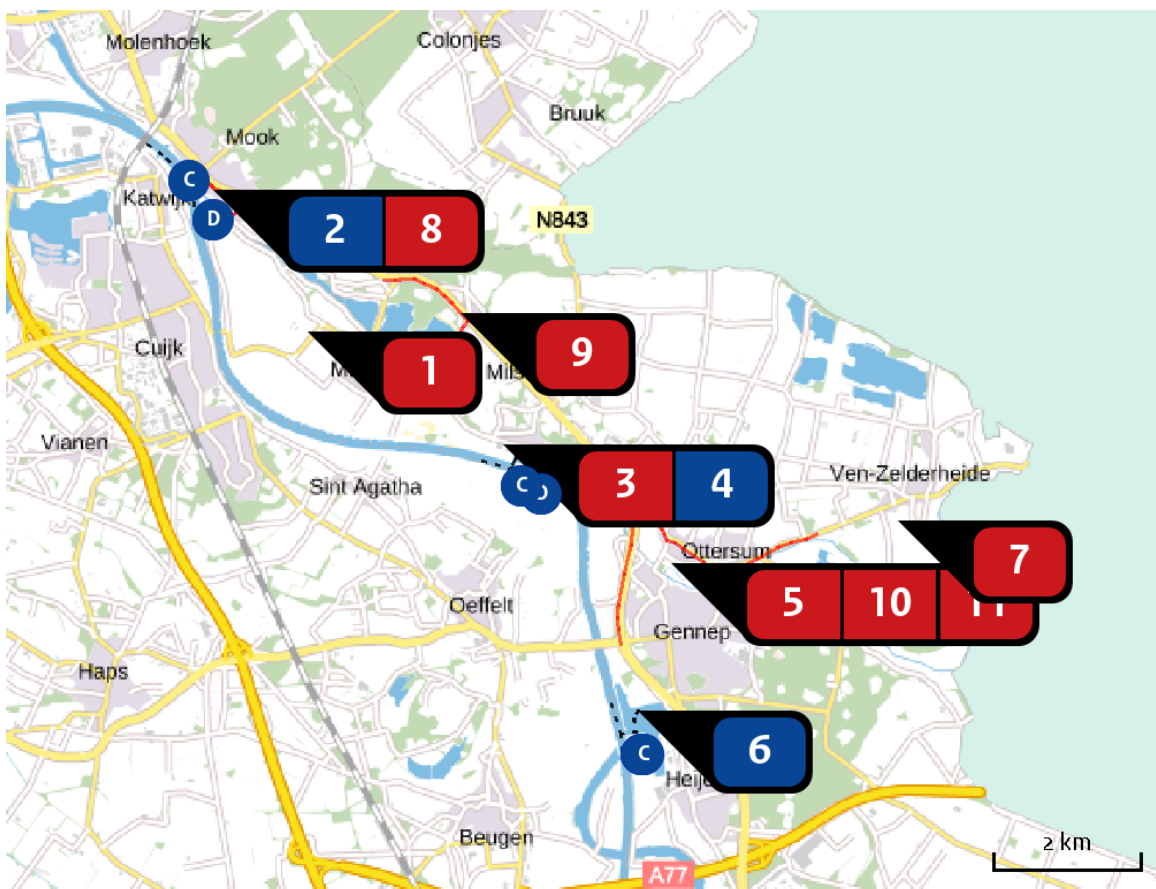 Molenhoek
Colonjes
Bruuk
Mook
C
Katwijk
D
2 8
N843
Cuijk
1
9
Vianen
3 4
Ven-Zelderheide
Sint Agatha
C D
Ottersum
7
5 10 11
Oeffelt
Gennep
Haps
C
6
Beugen
2 km
A77